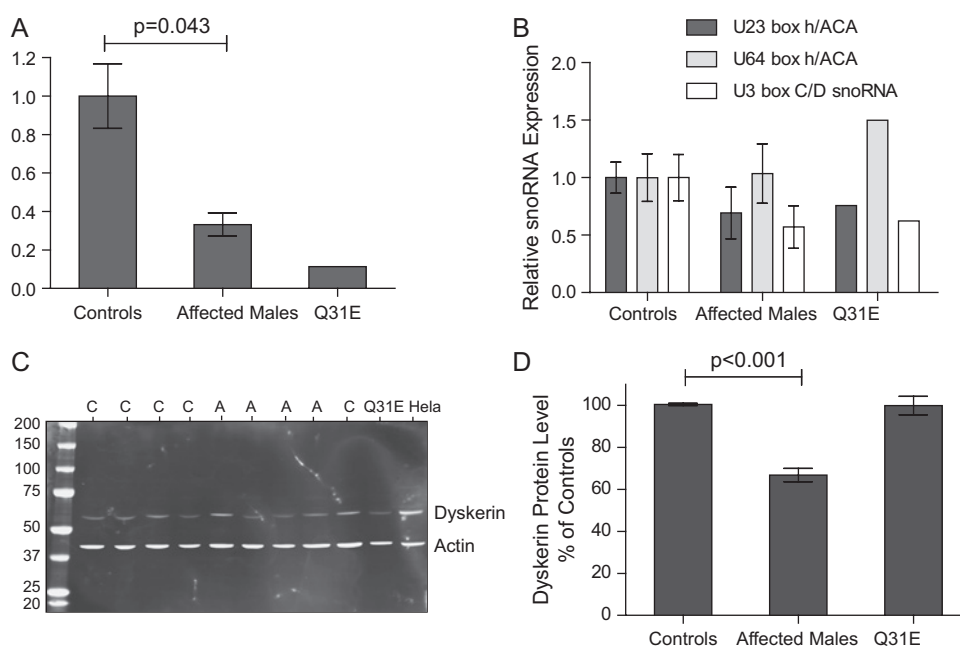 A
p=0.043
1.2
1.0
0.8
0.6
0.4
0.2
0.0
Controls Affected Males Q31E
B
U23 box h/ACA
U64 box h/ACA
U3 box C/D snoRNA
Relative snoRNA Expression
2.0
1.5
1.0
0.5
0.0
Controls Affected Males Q31E
C
C C C C A A A A C Q31E Hela
200
150
100
75
50
37
25
20
Dyskerin
Actin
D
p<0.001
Dyskerin Protein Level
% of Controls
100
80
60
40
20
0
Controls Affected Males Q31E